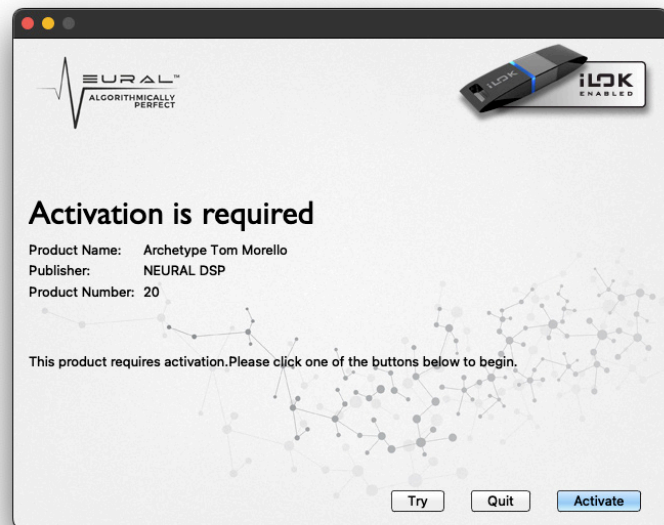 EURAL™
ALGORITHMICALLY
PERFECT
iLOK
iLOK
ENABLED
Activation is required
Product Name: Archetype Tom Morello
Publisher: NEURAL DSP
Product Number: 20
This product requires activation.Please click one of the buttons below to begin.
Try Quit Activate